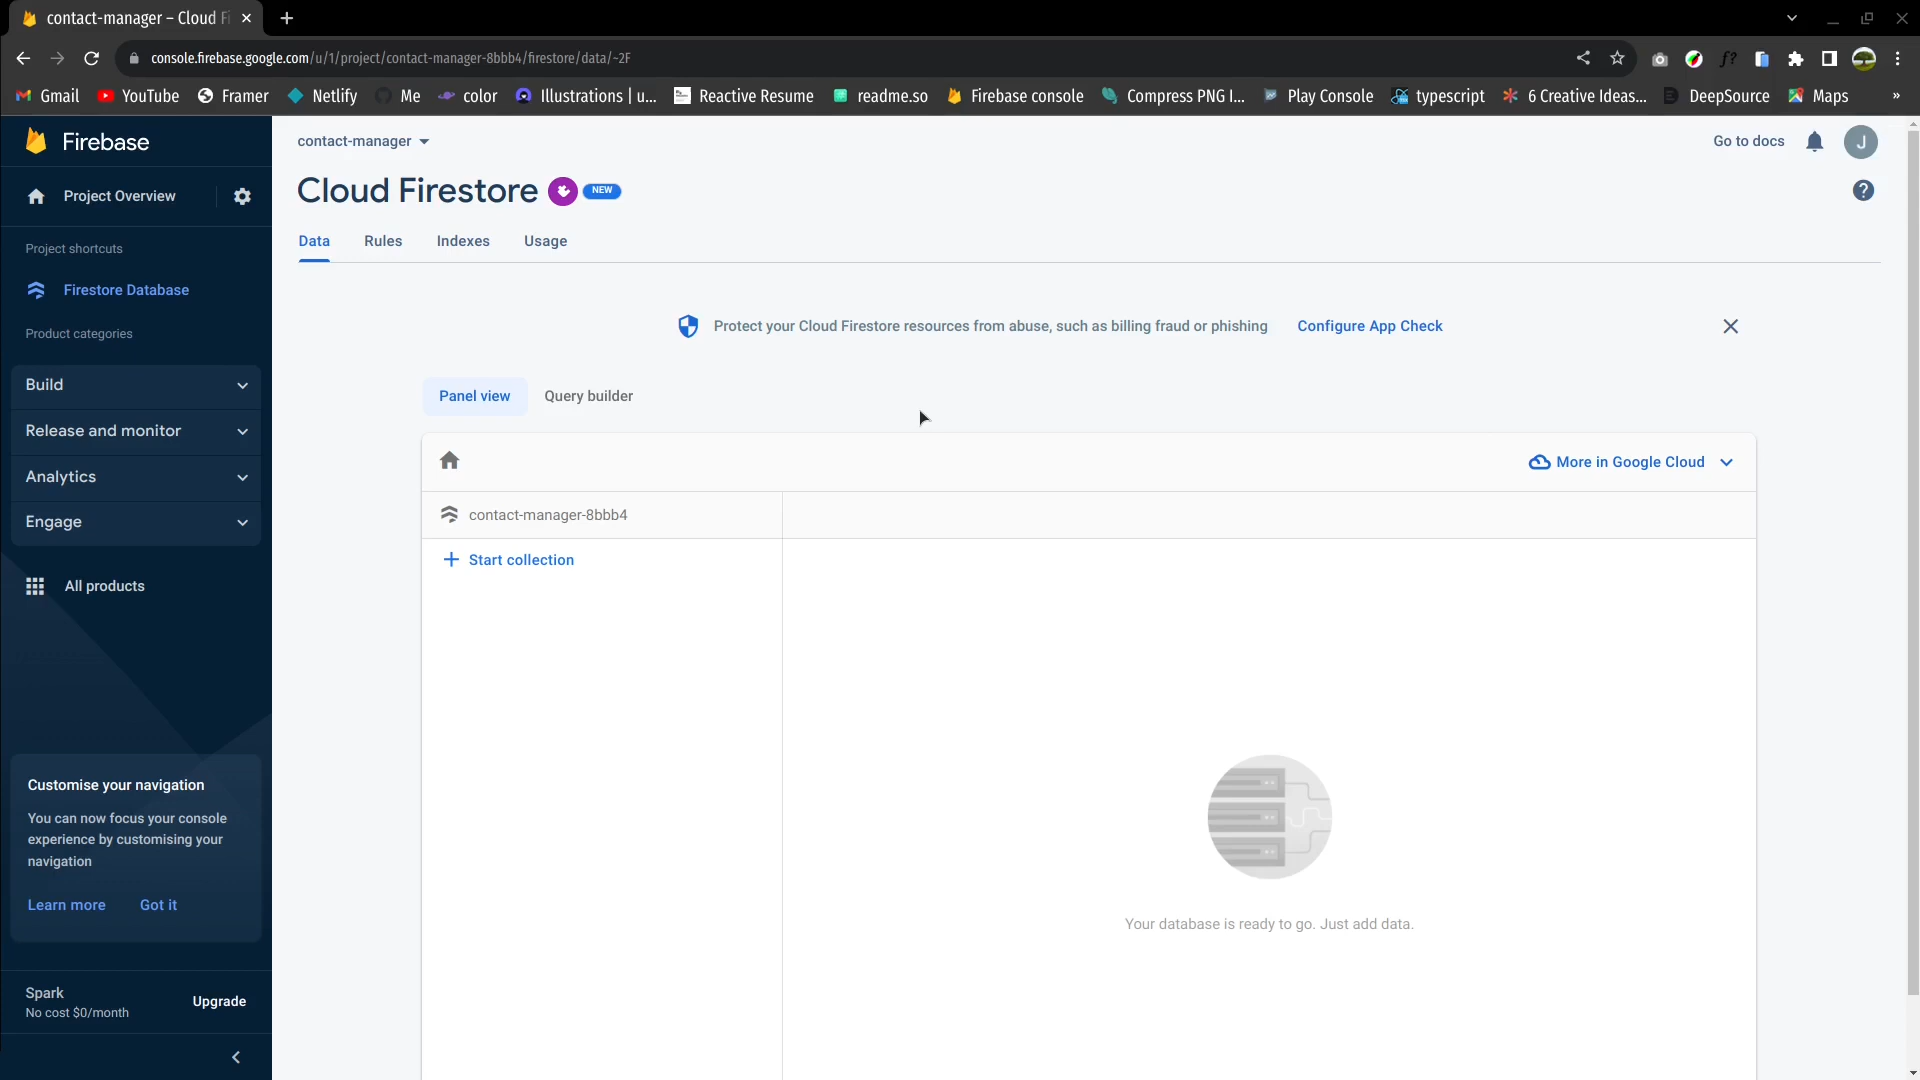 contact-manager – Cloud Fi
console.firebase.google.com/u/1/project/contact-manager-8bbb4/firestore/data/~2F
Gmail YouTube Framer Netlify Me color Illustrations | u... Reactive Resume readme.so Firebase console Compress PNG I... Play Console typescript 6 Creative Ideas... DeepSource Maps »
Firebase
contact-manager
Go to docs
J
Project Overview
Cloud Firestore NEW
Data Rules Indexes Usage
Project shortcuts
Firestore Database
Product categories
Protect your Cloud Firestore resources from abuse, such as billing fraud or phishing Configure App Check
Build
Release and monitor
Analytics
Engage
All products
Panel view Query builder
More in Google Cloud
contact-manager-8bbb4
Start collection
Your database is ready to go. Just add data.
Customise your navigation
You can now focus your console
experience by customising your
navigation
Learn more Got it
Spark
No cost $0/month
Upgrade